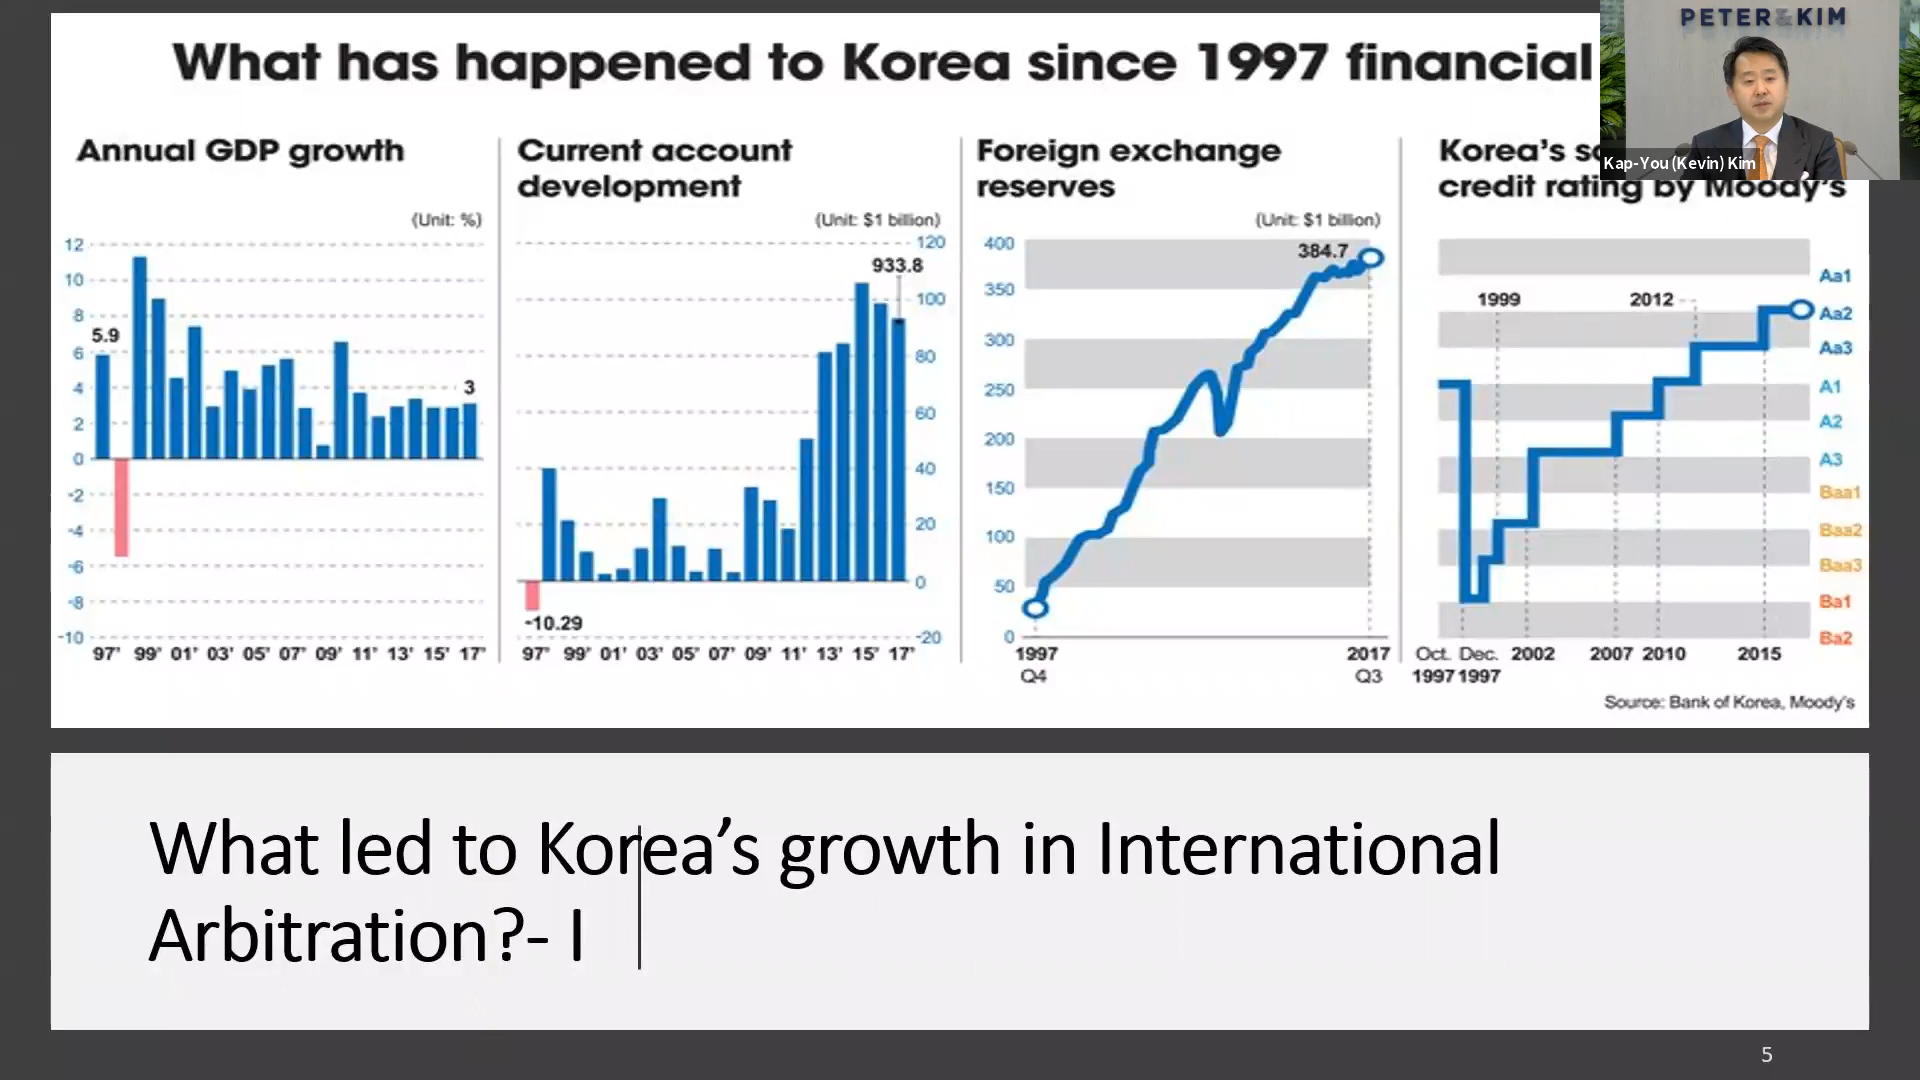 PETER & KIM
Kap-You (Kevin) Kim
What has happened to Korea since 1997 financial
Annual GDP growth
(Unit: %)
12
10
8
6
4
2
0
-2
-4
-6
-8
-10
5.9
3
97' 99' 01' 03' 05' 07' 09' 11' 13' 15' 17'
Current account
development
(Unit: $1 billion)
120
100
80
60
40
20
0
-20
933.8
-10.29
97' 99' 01' 03' 05' 07' 09' 11' 13' 15' 17'
Foreign exchange
reserves
(Unit: $1 billion)
400
350
300
250
200
150
100
50
0
384.7
1997 2017
Q4 Q3
Korea's
credit rating by Moody's
1999 2012
Aa1
Aa2
Aa3
A1
A2
A3
Baa1
Baa2
Baa3
Ba1
Ba2
Oct. Dec. 2002 2007 2010 2015
1997 1997
Source: Bank of Korea, Moody's
What led to Korea's growth in International
Arbitration?- I
5